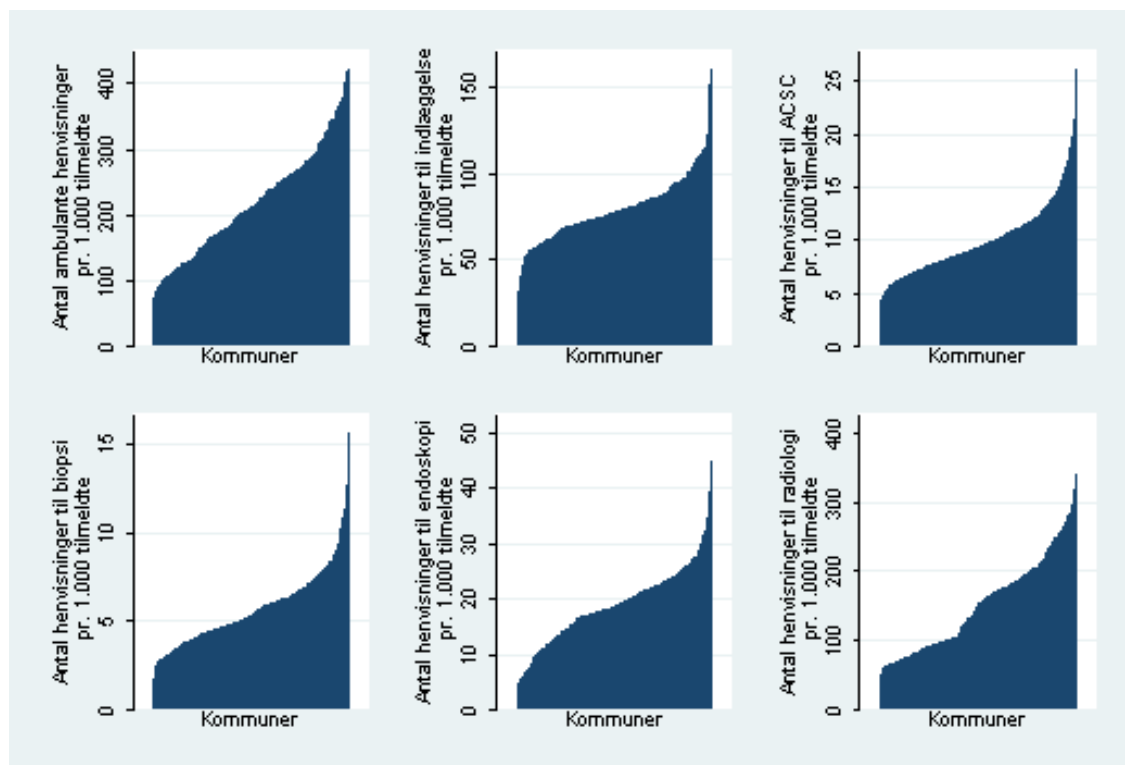 Antal ambulante henvisninger
pr. 1.000 tilmeldte
0
100
200
300
400
Kommuner
Antal henvisninger til indlæggelse
pr. 1.000 tilmeldte
0
50
100
150
Kommuner
Antal henvisninger til ACSC
pr. 1.000 tilmeldte
0
5
10
15
20
25
Kommuner
Antal henvisninger til biopsi
pr. 1.000 tilmeldte
0
5
10
15
Kommuner
Antal henvisninger til endoskopi
pr. 1.000 tilmeldte
0
10
20
30
40
50
Kommuner
Antal henvisninger til radiologi
pr. 1.000 tilmeldte
0
100
200
300
400
Kommuner